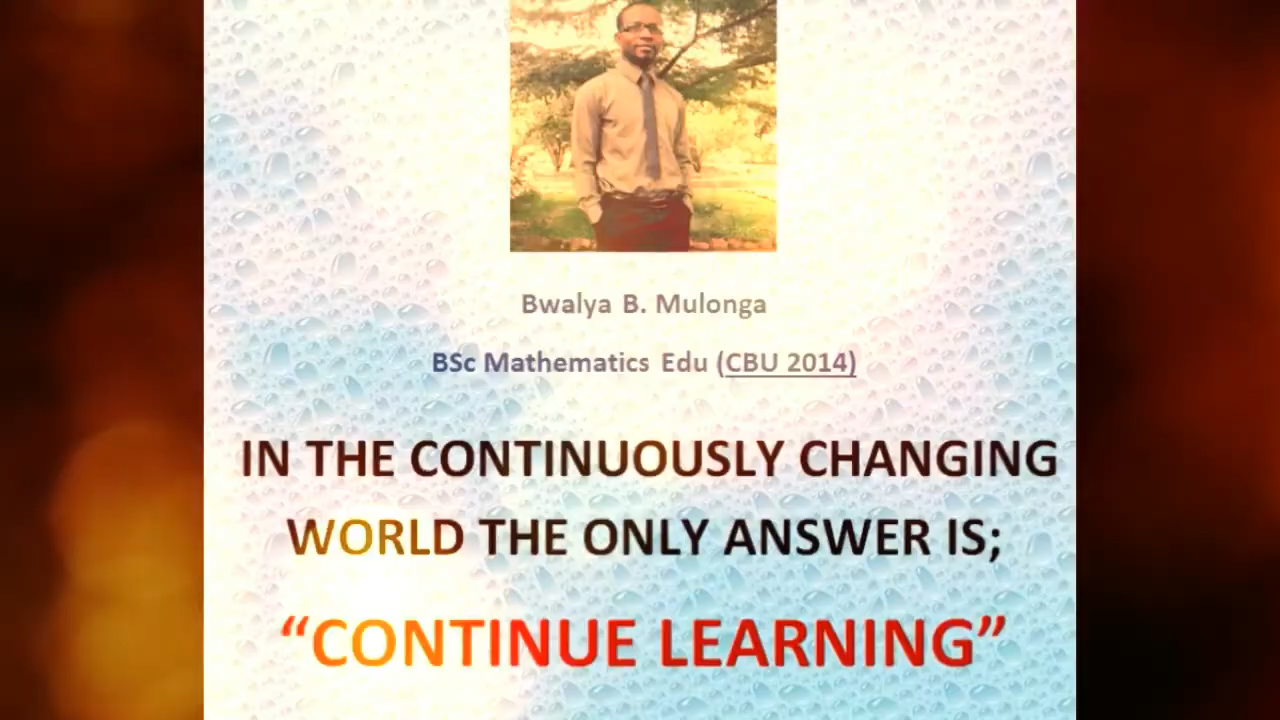 Bwalya B. Mulonga
BSc Mathematics Edu (CBU 2014)
IN THE CONTINUOUSLY CHANGING
WORLD THE ONLY ANSWER IS;
“CONTINUE LEARNING”